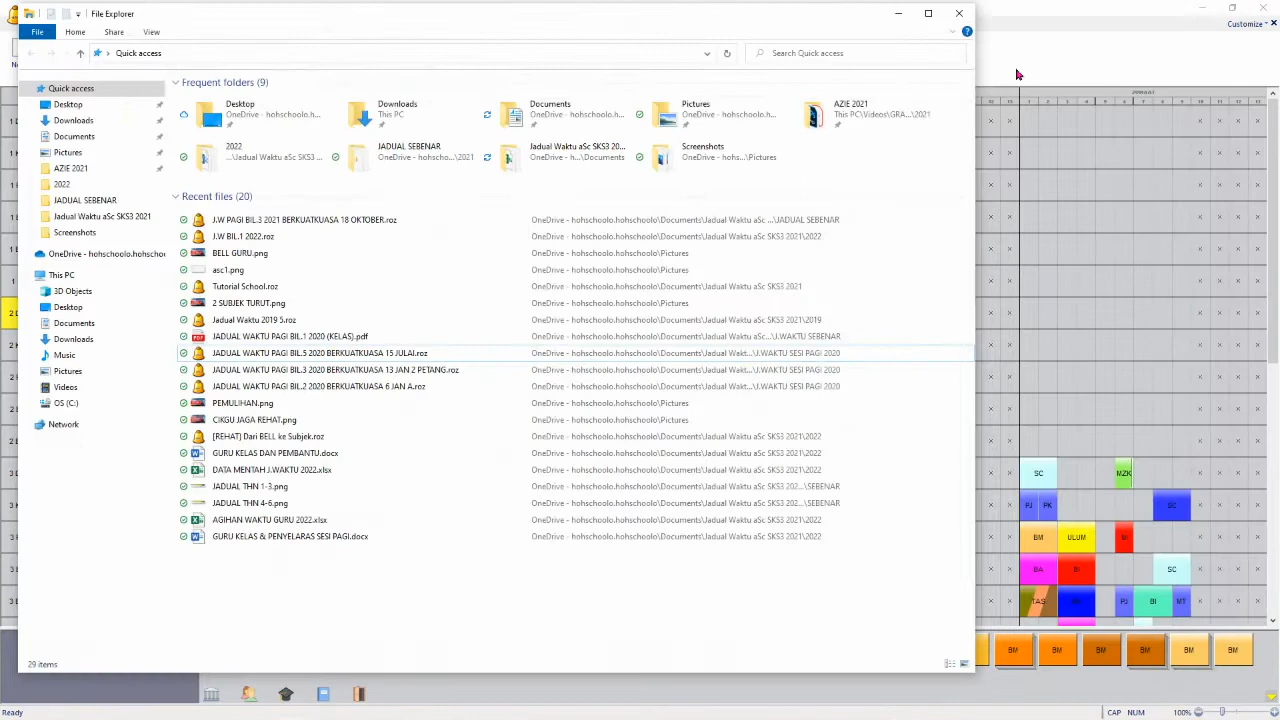 File Explorer
Customize
File Home Share View
Quick access
Search Quick access
Quick access
Desktop
Downloads
Documents
Pictures
AZIE 2021
2022
JADUAL SEBENAR
Jadual Waktu aSc SKS3 2021
Screenshots
OneDrive - hohschoolo.hohschoo
This PC
3D Objects
Desktop
Documents
Downloads
Music
Pictures
Videos
OS (C:)
Network
Frequent folders (9)
Desktop
OneDrive - hohschoolo.h...
Downloads
This PC
Documents
OneDrive - hohschoolo.h...
Pictures
OneDrive - hohschoolo.h...
AZIE 2021
This PC\Videos\GRA...\2021
2022
...\Jadual Waktu aSc SKS3 ...
JADUAL SEBENAR
OneDrive - hohsc...\2021
Jadual Waktu aSc SKS3 20...
OneDrive - h...\Documents
Screenshots
OneDrive - hohs...\Pictures
Recent files (20)
J.W PAGI BIL.3 2021 BERKUATKUASA 18 OKTOBER.roz OneDrive - hohschoolo.hohschoolo\Documents\Jadual Waktu aSc ...\JADUAL SEBENAR
J.W BIL.1 2022.roz OneDrive - hohschoolo.hohschoolo\Documents\Jadual Waktu aSc SKS3 2021\2022
BELL GURU.png OneDrive - hohschoolo.hohschoolo\Pictures
asc1.png OneDrive - hohschoolo.hohschoolo\Pictures
Tutorial School.roz OneDrive - hohschoolo.hohschoolo\Documents\Jadual Waktu aSc SKS3 2021
2 SUBJEK TURUT.png OneDrive - hohschoolo.hohschoolo\Pictures
Jadual Waktu 2019 5.roz OneDrive - hohschoolo.hohschoolo\Documents\Jadual Waktu aSc SKS3 2021\2019
JADUAL WAKTU PAGI BIL.1 2020 (KELAS).pdf OneDrive - hohschoolo.hohschoolo\Documents\Jadual Waktu aSc...\J.WAKTU SEBENAR
JADUAL WAKTU PAGI BIL.5 2020 BERKUATKUASA 15 JULAI.roz OneDrive - hohschoolo.hohschoolo\Documents\Jadual Wakt...\J.WAKTU SESI PAGI 2020
JADUAL WAKTU PAGI BIL.3 2020 BERKUATKUASA 13 JAN 2 PETANG.roz OneDrive - hohschoolo.hohschoolo\Documents\Jadual Wakt...\J.WAKTU SESI PAGI 2020
JADUAL WAKTU PAGI BIL.2 2020 BERKUATKUASA 6 JAN A.roz OneDrive - hohschoolo.hohschoolo\Documents\Jadual Wakt...\J.WAKTU SESI PAGI 2020
PEMULIHAN.png OneDrive - hohschoolo.hohschoolo\Pictures
CIKGU JAGA REHAT.png OneDrive - hohschoolo.hohschoolo\Pictures
[REHAT) Dari BELL ke Subjek.roz OneDrive - hohschoolo.hohschoolo\Documents\Jadual Waktu aSc SKS3 2021\2022
GURU KELAS DAN PEMBANTU.docx OneDrive - hohschoolo.hohschoolo\Documents\Jadual Waktu aSc SKS3 2021\2022
DATA MENTAH J.WAKTU 2022.xlsx OneDrive - hohschoolo.hohschoolo\Documents\Jadual Waktu aSc SKS3 2021\2022
JADUAL THN 1-3.png OneDrive - hohschoolo.hohschoolo\Documents\Jadual Waktu aSc SKS3 202...\SEBENAR
JADUAL THN 4-6.png OneDrive - hohschoolo.hohschoolo\Documents\Jadual Waktu aSc SKS3 202...\SEBENAR
AGIHAN WAKTU GURU 2022.xlsx OneDrive - hohschoolo.hohschoolo\Documents\Jadual Waktu aSc SKS3 2021\2022
GURU KELAS & PENYELARAS SESI PAGI.docx OneDrive - hohschoolo.hohschoolo\Documents\Jadual Waktu aSc SKS3 2021\2022
29 items
SC MZK
PJ PK SC
BM ULUM BI
BA BI SC
TAS PJ BI MT
BM BM BM BM BM BM
Ready
CAP NUM 100%